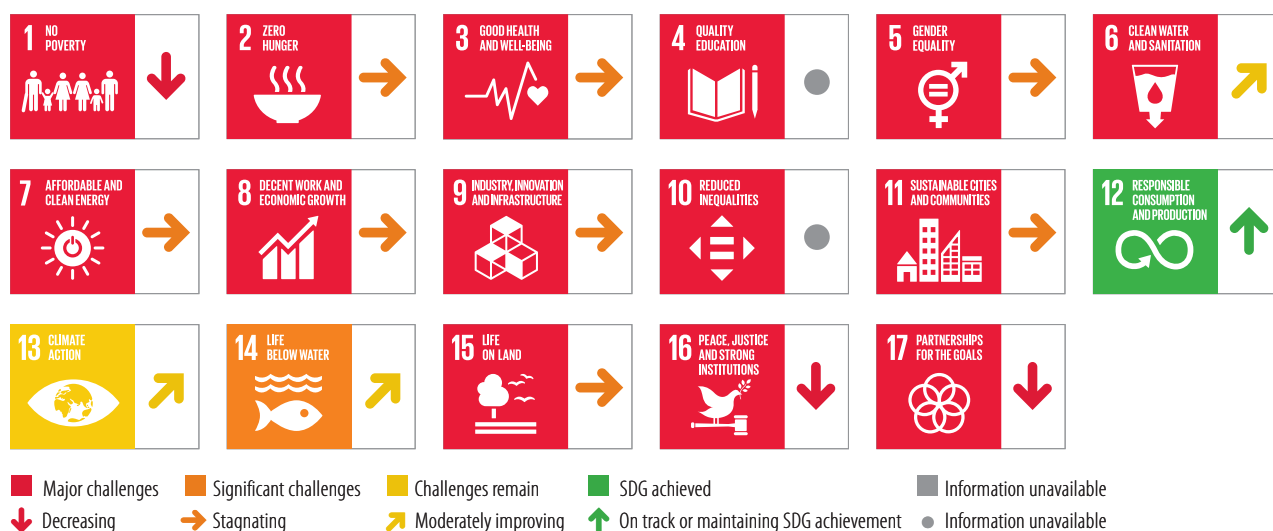 1 NO
POVERTY
2 ZERO
HUNGER
3 GOOD HEALTH
AND WELL-BEING
4 QUALITY
EDUCATION
5 GENDER
EQUALITY
6 CLEAN WATER
AND SANITATION
7 AFFORDABLE AND
CLEAN ENERGY
8 DECENT WORK AND
ECONOMIC GROWTH
9 INDUSTRY, INNOVATION
AND INFRASTRUCTURE
10 REDUCED
INEQUALITIES
11 SUSTAINABLE CITIES
AND COMMUNITIES
12 RESPONSIBLE
CONSUMPTION
AND PRODUCTION
13 CLIMATE
ACTION
14 LIFE
BELOW WATER
15 LIFE
ON LAND
16 PEACE, JUSTICE
AND STRONG
INSTITUTIONS
17 PARTNERSHIPS
FOR THE GOALS
Major challenges Significant challenges Challenges remain SDG achieved Information unavailable
Decreasing Stagnating Moderately improving On track or maintaining SDG achievement Information unavailable